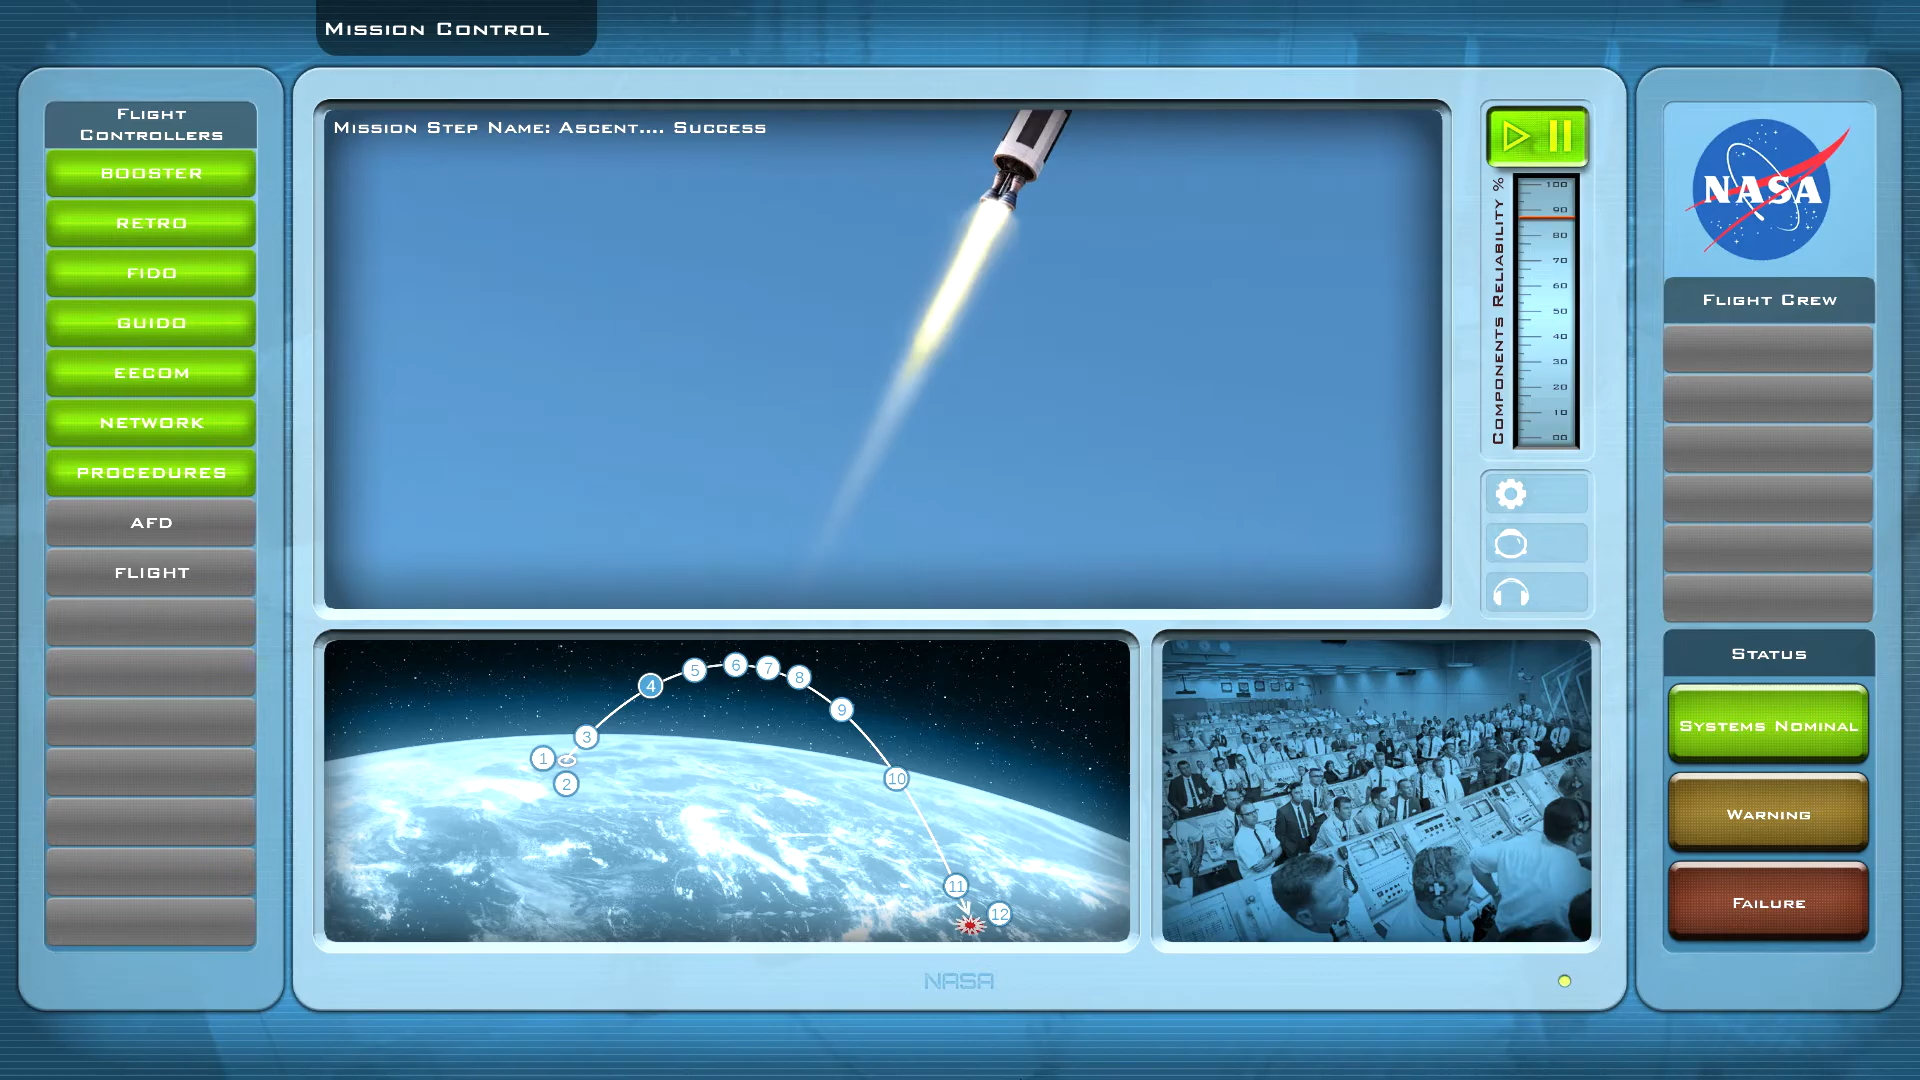 Mission Control
Flight
Controllers
BOOSTER
RETRO
FIDO
GUIDO
EECOM
NETWORK
PROCEDURES
AFD
FLIGHT
Mission Step Name: Ascent.... Success
Components Reliability %
100
90
80
70
60
50
40
30
20
10
00
NASA
Flight Crew
Status
Systems Nominal
Warning
Failure
1
2
3
4
5
6
7
8
9
10
11
12
NASA